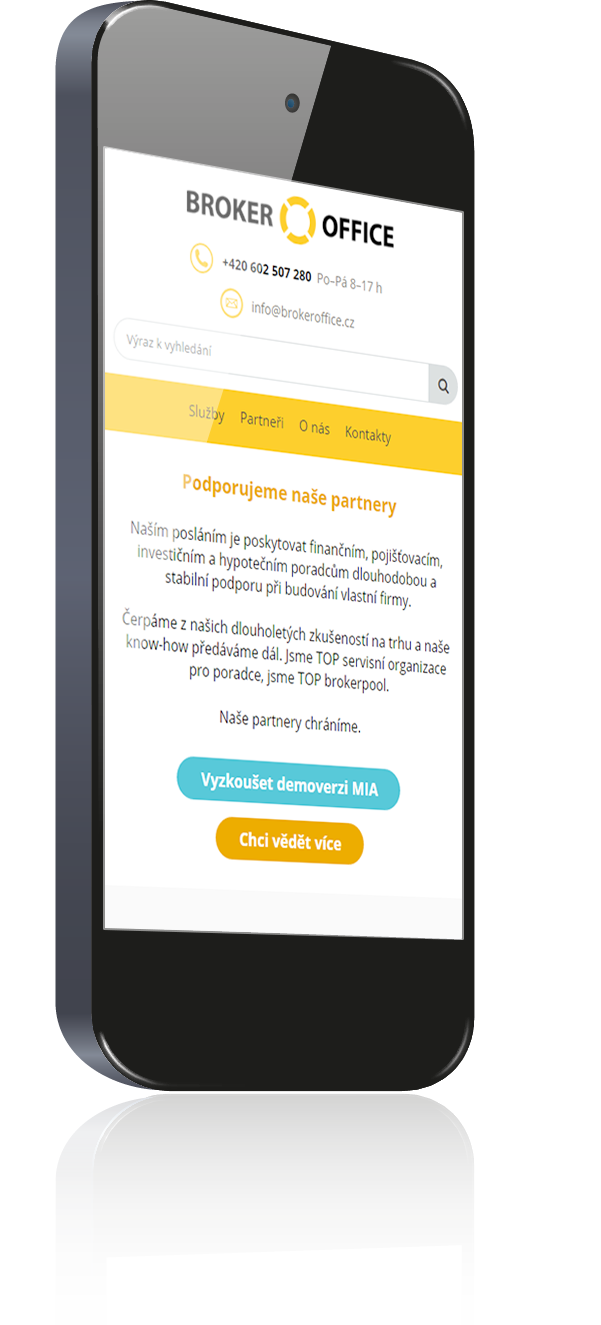 BROKER OFFICE
+420 602 507 280 Po–Pá 8–17 h
info@brokeroffice.cz
Výraz k vyhledání
Služby Partneři O nás Kontakty
Podporujeme naše partnery
Naším posláním je poskytovat finančním, pojišťovacím,
investičním a hypotečním poradcům dlouhodobou a
stabilní podporu při budování vlastní firmy.
Čerpáme z našich dlouholetých zkušeností na trhu a naše
know-how předáváme dál. Jsme TOP servisní organizace
pro poradce, jsme TOP brokerpool.
Naše partnery chráníme.
Vyzkoušet demoverzi MIA
Chci vědět více